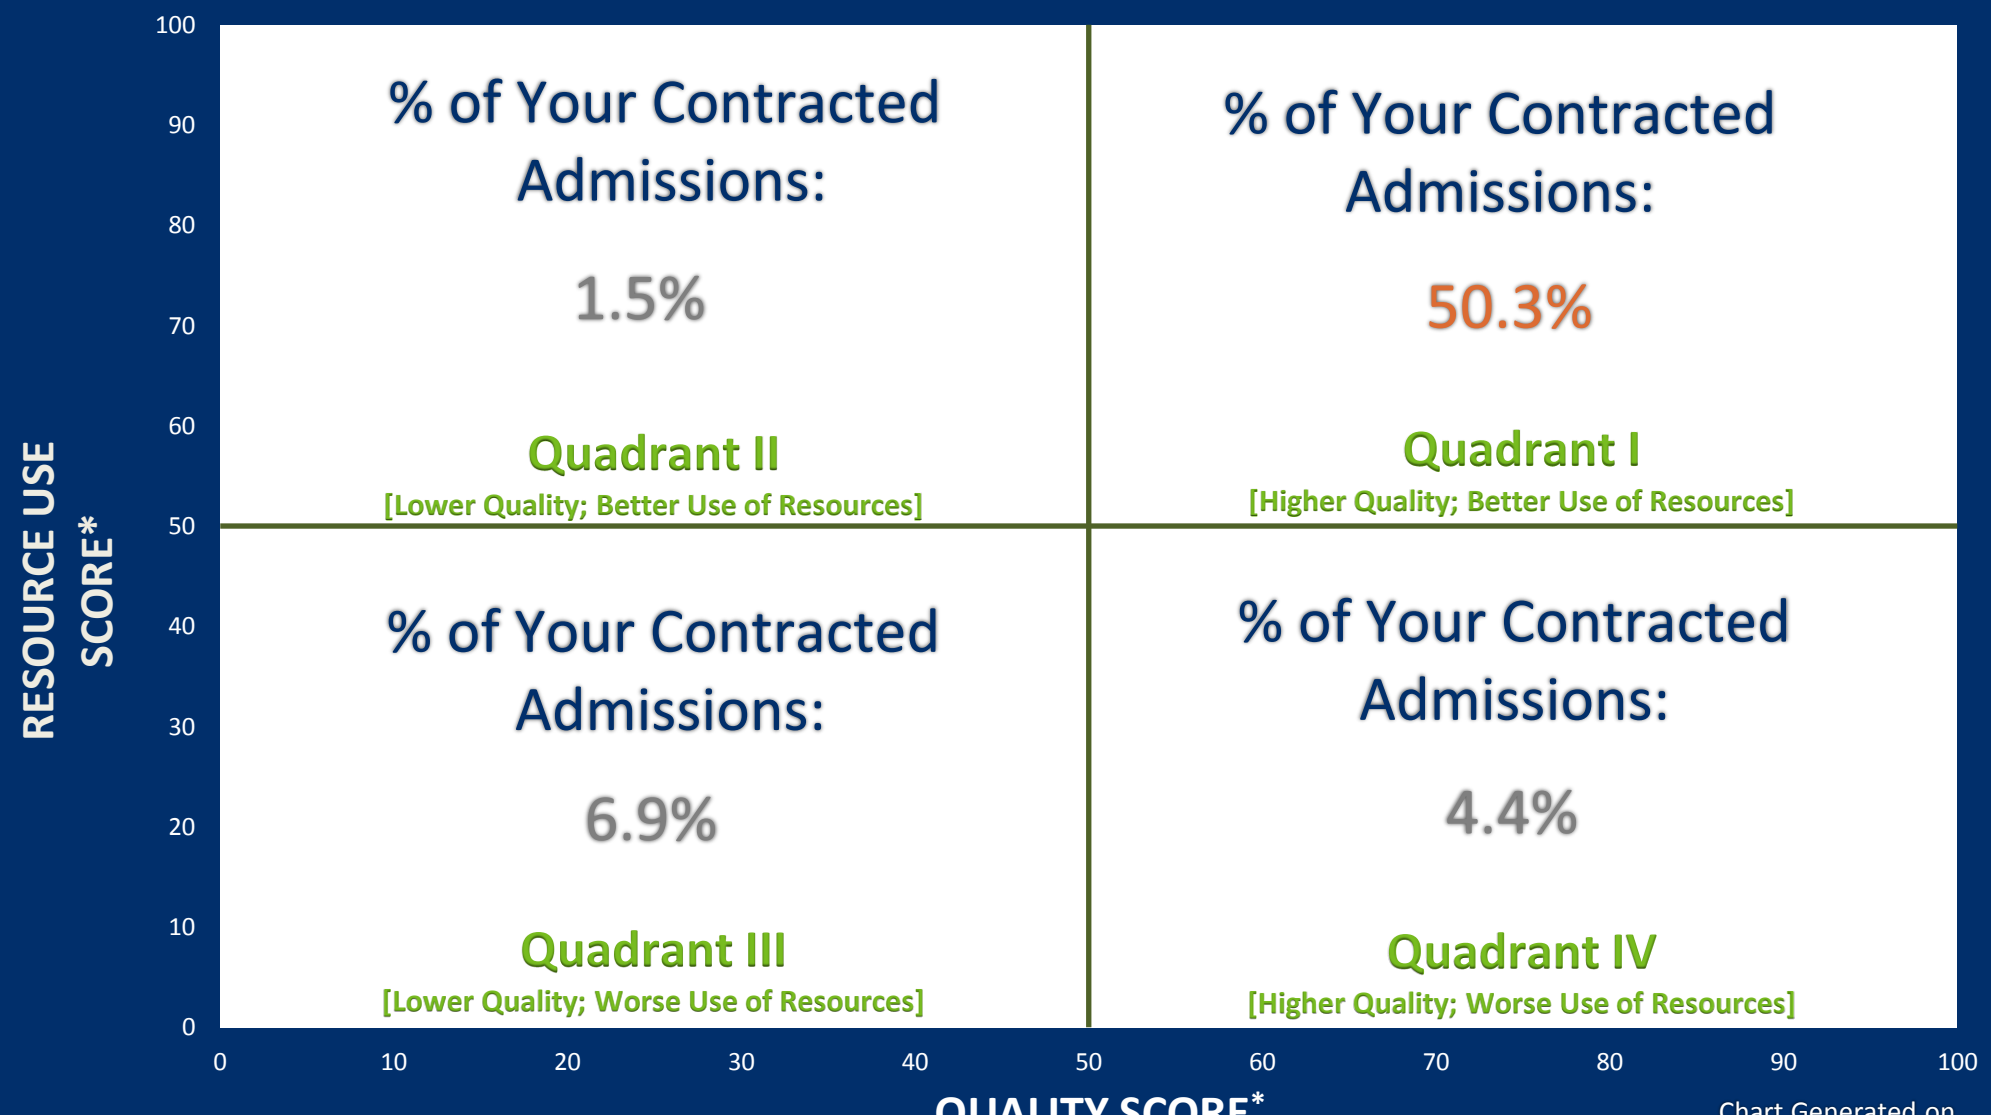 100
90
80
70
60
50
40
30
20
10
0
RESOURCE USE
SCORE*
% of Your Contracted
Admissions:
1.5%
Quadrant II
[Lower Quality; Better Use of Resources]
% of Your Contracted
Admissions:
50.3%
Quadrant I
[Higher Quality; Better Use of Resources]
% of Your Contracted
Admissions:
6.9%
Quadrant III
[Lower Quality; Worse Use of Resources]
% of Your Contracted
Admissions:
4.4%
Quadrant IV
[Higher Quality; Worse Use of Resources]
0 10 20 30 40 50 60 70 80 90 100
QUALITY SCORE*
Chart Generated on